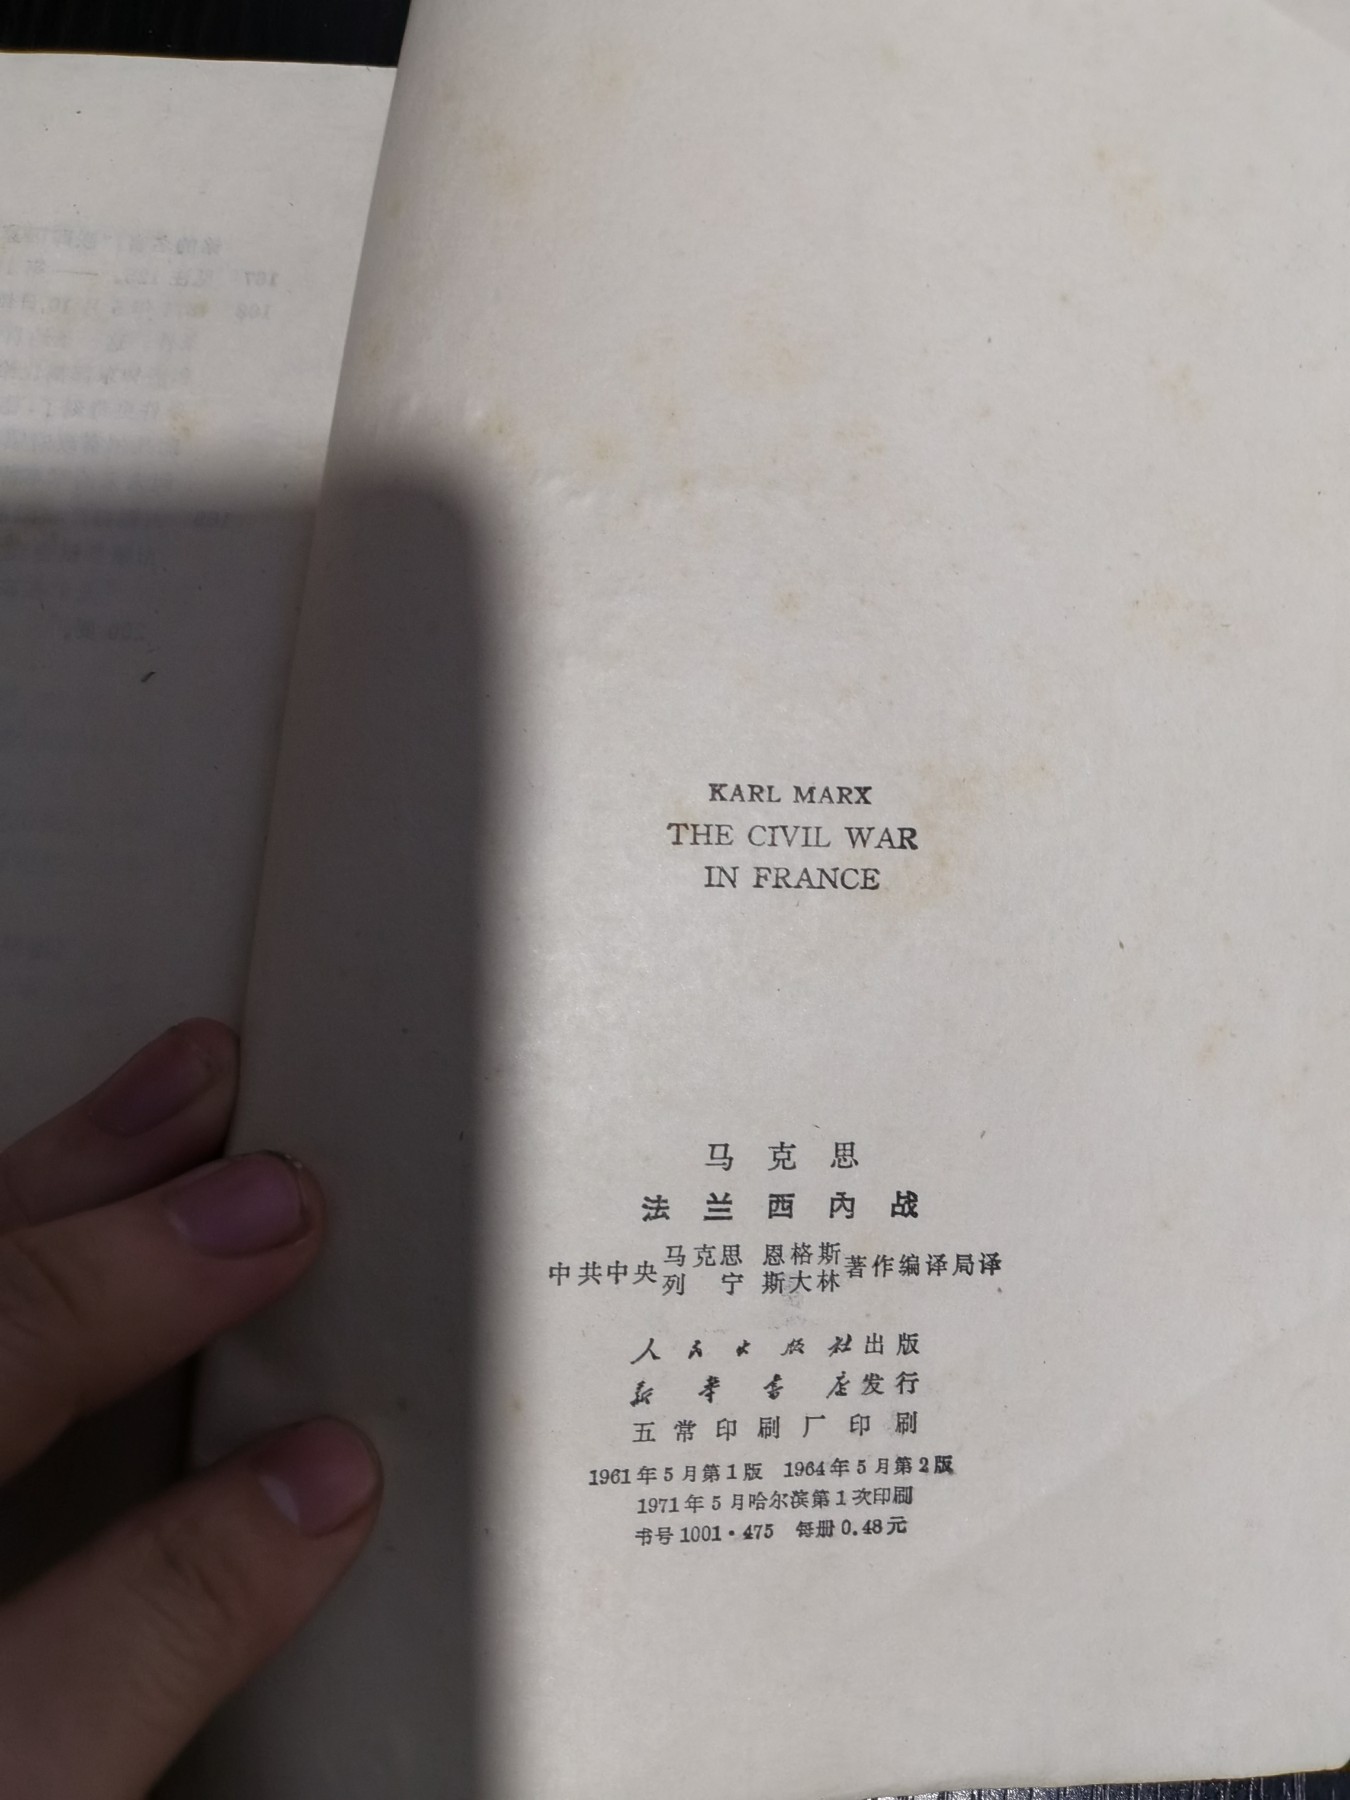 KARL MARX
THE CIVIL WAR
IN FRANCE
马克思
法兰西内战
中共中央马克思 恩格斯列 宁 斯大林著作编译局译
人民出版社出版
新华书店发行
五常印刷厂印刷
1961年5月第1版 1964年5月第2版
1971年5月哈尔滨第1次印刷
书号1001·475 每册0.48元